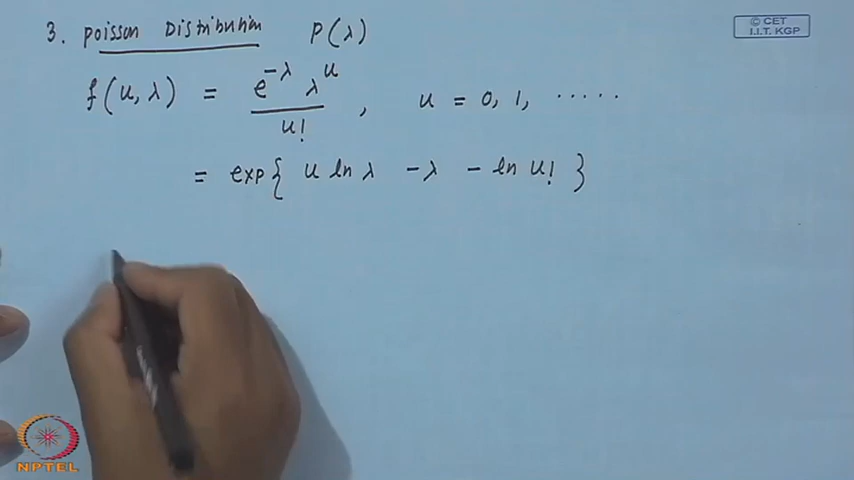 3. Poisson Distribution P(λ)
© CET
I.I.T. KGP
f(u, λ) = e^{-λ} λ^u / u! , u = 0, 1, .....
= exp{ u ln λ - λ - ln u! }
NPTEL